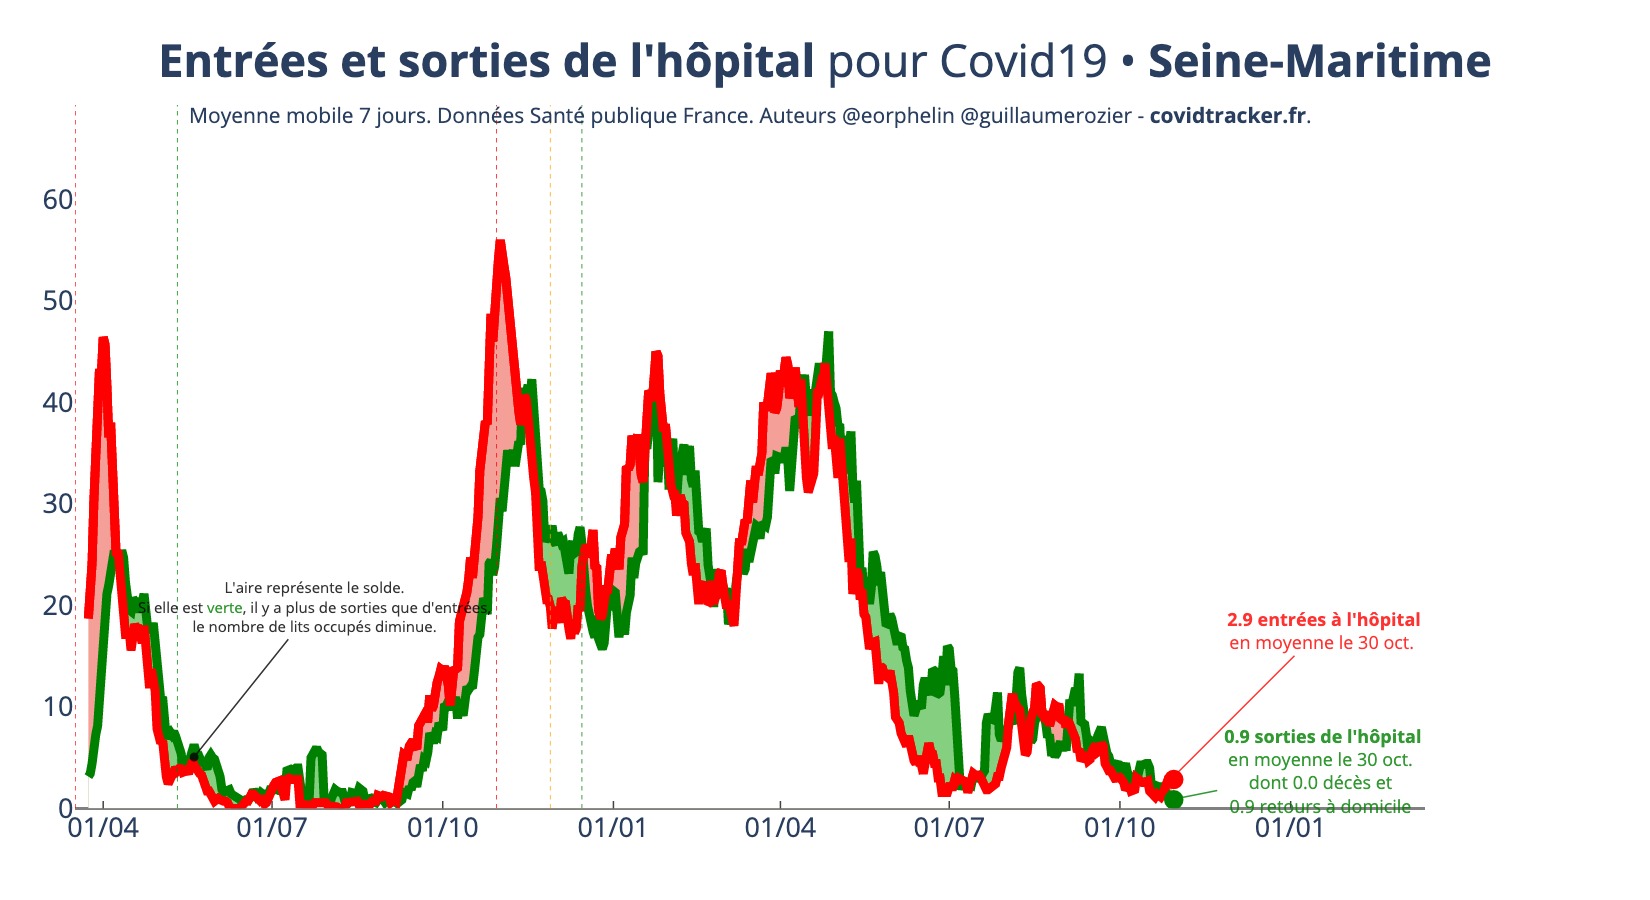 Entrées et sorties de l'hôpital pour Covid19 • Seine-Maritime
Moyenne mobile 7 jours. Données Santé publique France. Auteurs @eorphelin @guillaumerozier - covidtracker.fr.
60
50
40
30
20
10
0
L'aire représente le solde.
Si elle est verte, il y a plus de sorties que d'entrées,
le nombre de lits occupés diminue.
2.9 entrées à l'hôpital
en moyenne le 30 oct.
0.9 sorties de l'hôpital
en moyenne le 30 oct.
dont 0.0 décès et
0.9 retours à domicile
01/04 01/07 01/10 01/01 01/04 01/07 01/10 01/01